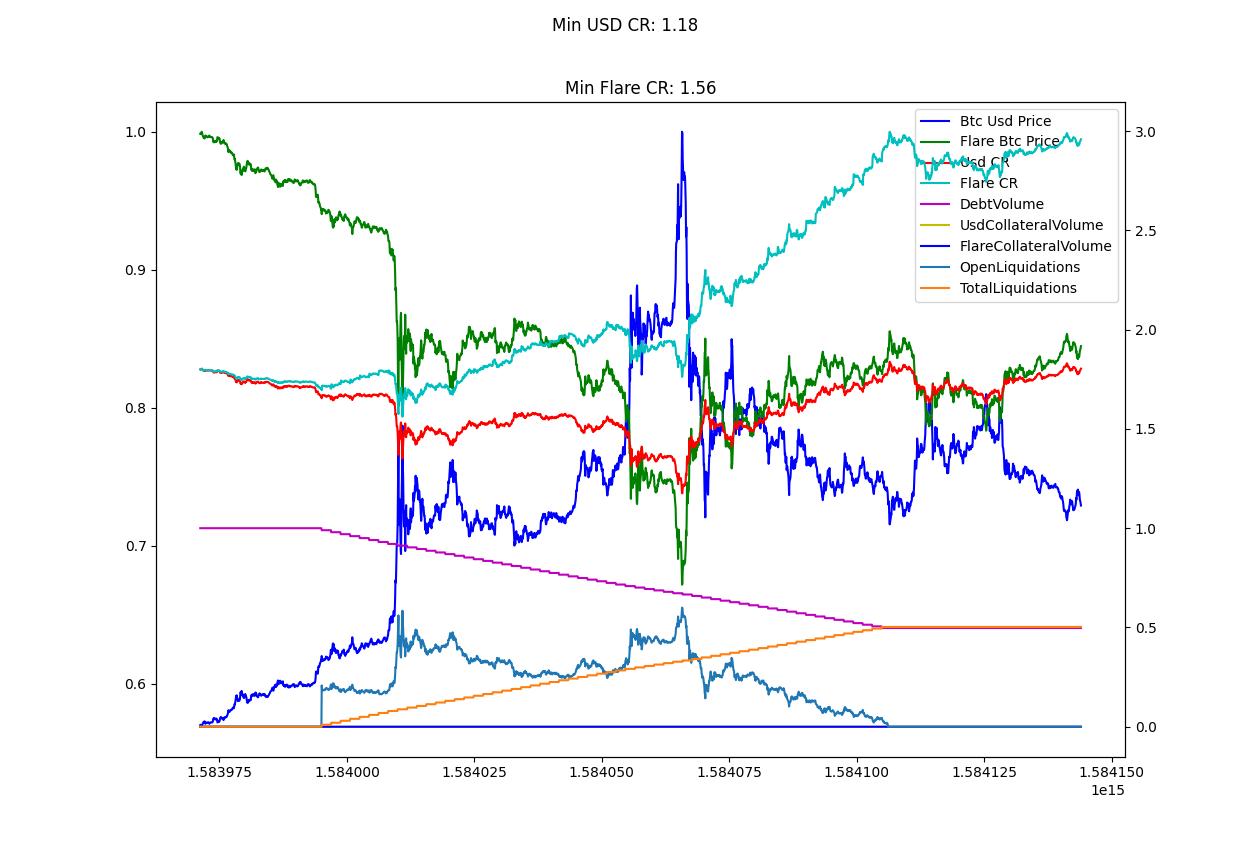 Min USD CR: 1.18
Min Flare CR: 1.56
Btc Usd Price
Flare Btc Price
Usd CR
Flare CR
DebtVolume
UsdCollateralVolume
FlareCollateralVolume
OpenLiquidations
TotalLiquidations
1.0
0.9
0.8
0.7
0.6
3.0
2.5
2.0
1.5
1.0
0.5
0.0
1.583975 1.584000 1.584025 1.584050 1.584075 1.584100 1.584125 1.584150
1e15